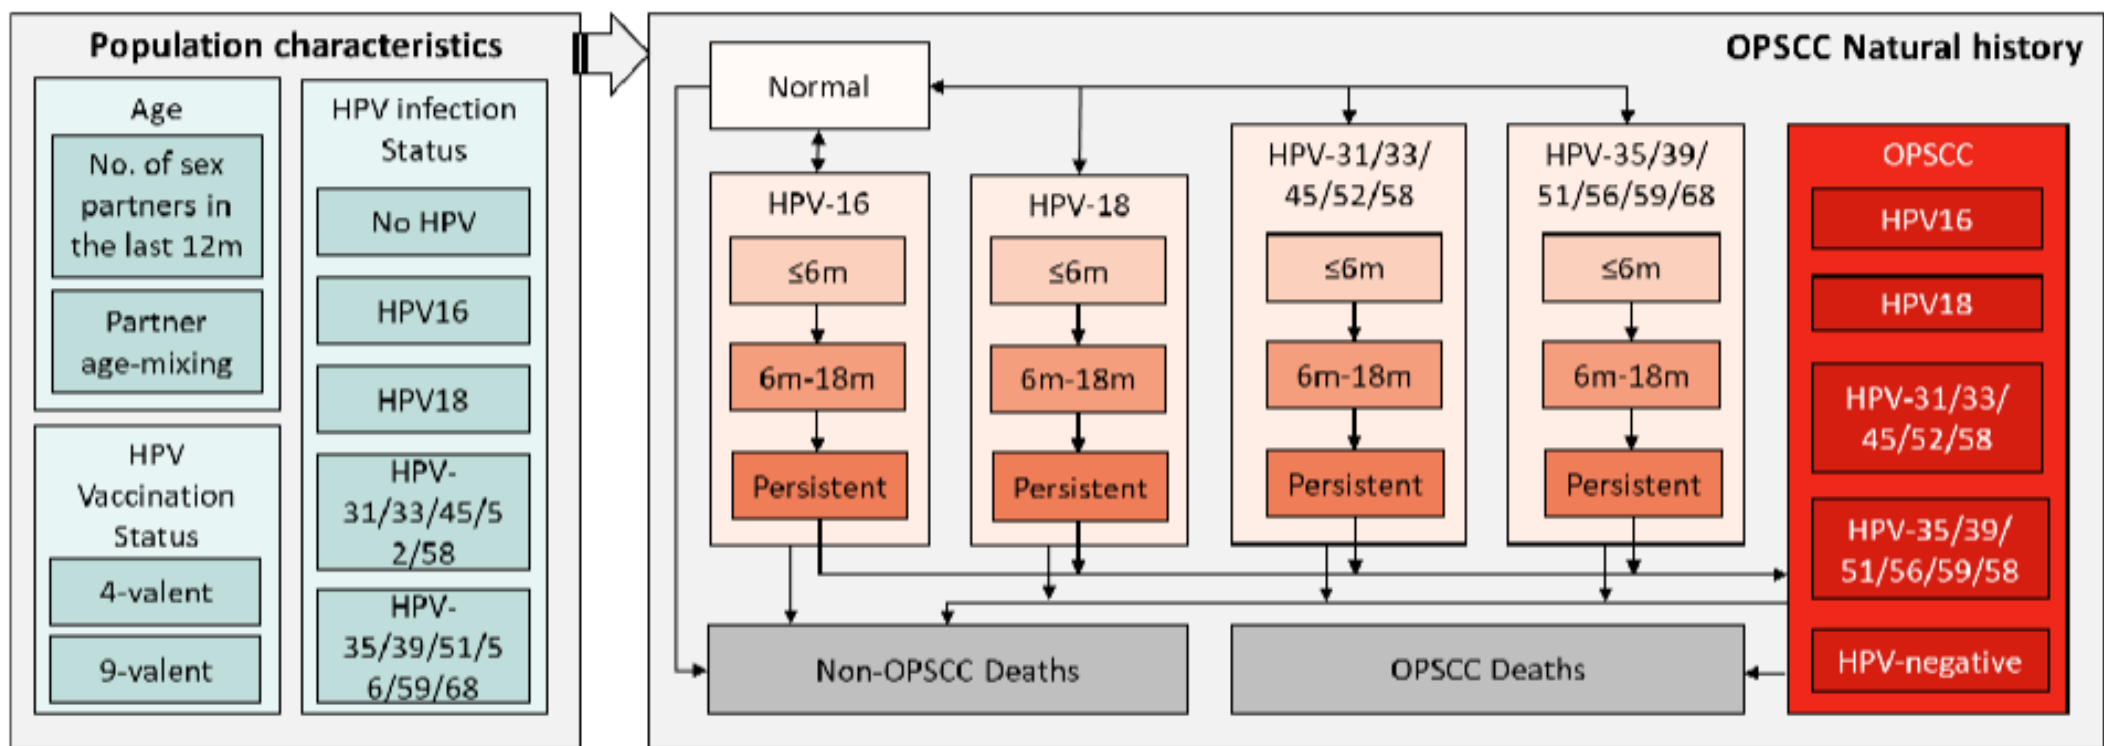 Population characteristics
Age
No. of sex
partners in
the last 12m
Partner
age-mixing
HPV
Vaccination
Status
4-valent
9-valent
HPV infection
Status
No HPV
HPV16
HPV18
HPV-
31/33/45/5
2/58
HPV-
35/39/51/5
6/59/68
OPSCC Natural history
Normal
HPV-16
≤6m
6m-18m
Persistent
HPV-18
≤6m
6m-18m
Persistent
HPV-31/33/
45/52/58
≤6m
6m-18m
Persistent
HPV-35/39/
51/56/59/68
≤6m
6m-18m
Persistent
OPSCC
HPV16
HPV18
HPV-31/33/
45/52/58
HPV-35/39/
51/56/59/58
HPV-negative
Non-OPSCC Deaths
OPSCC Deaths